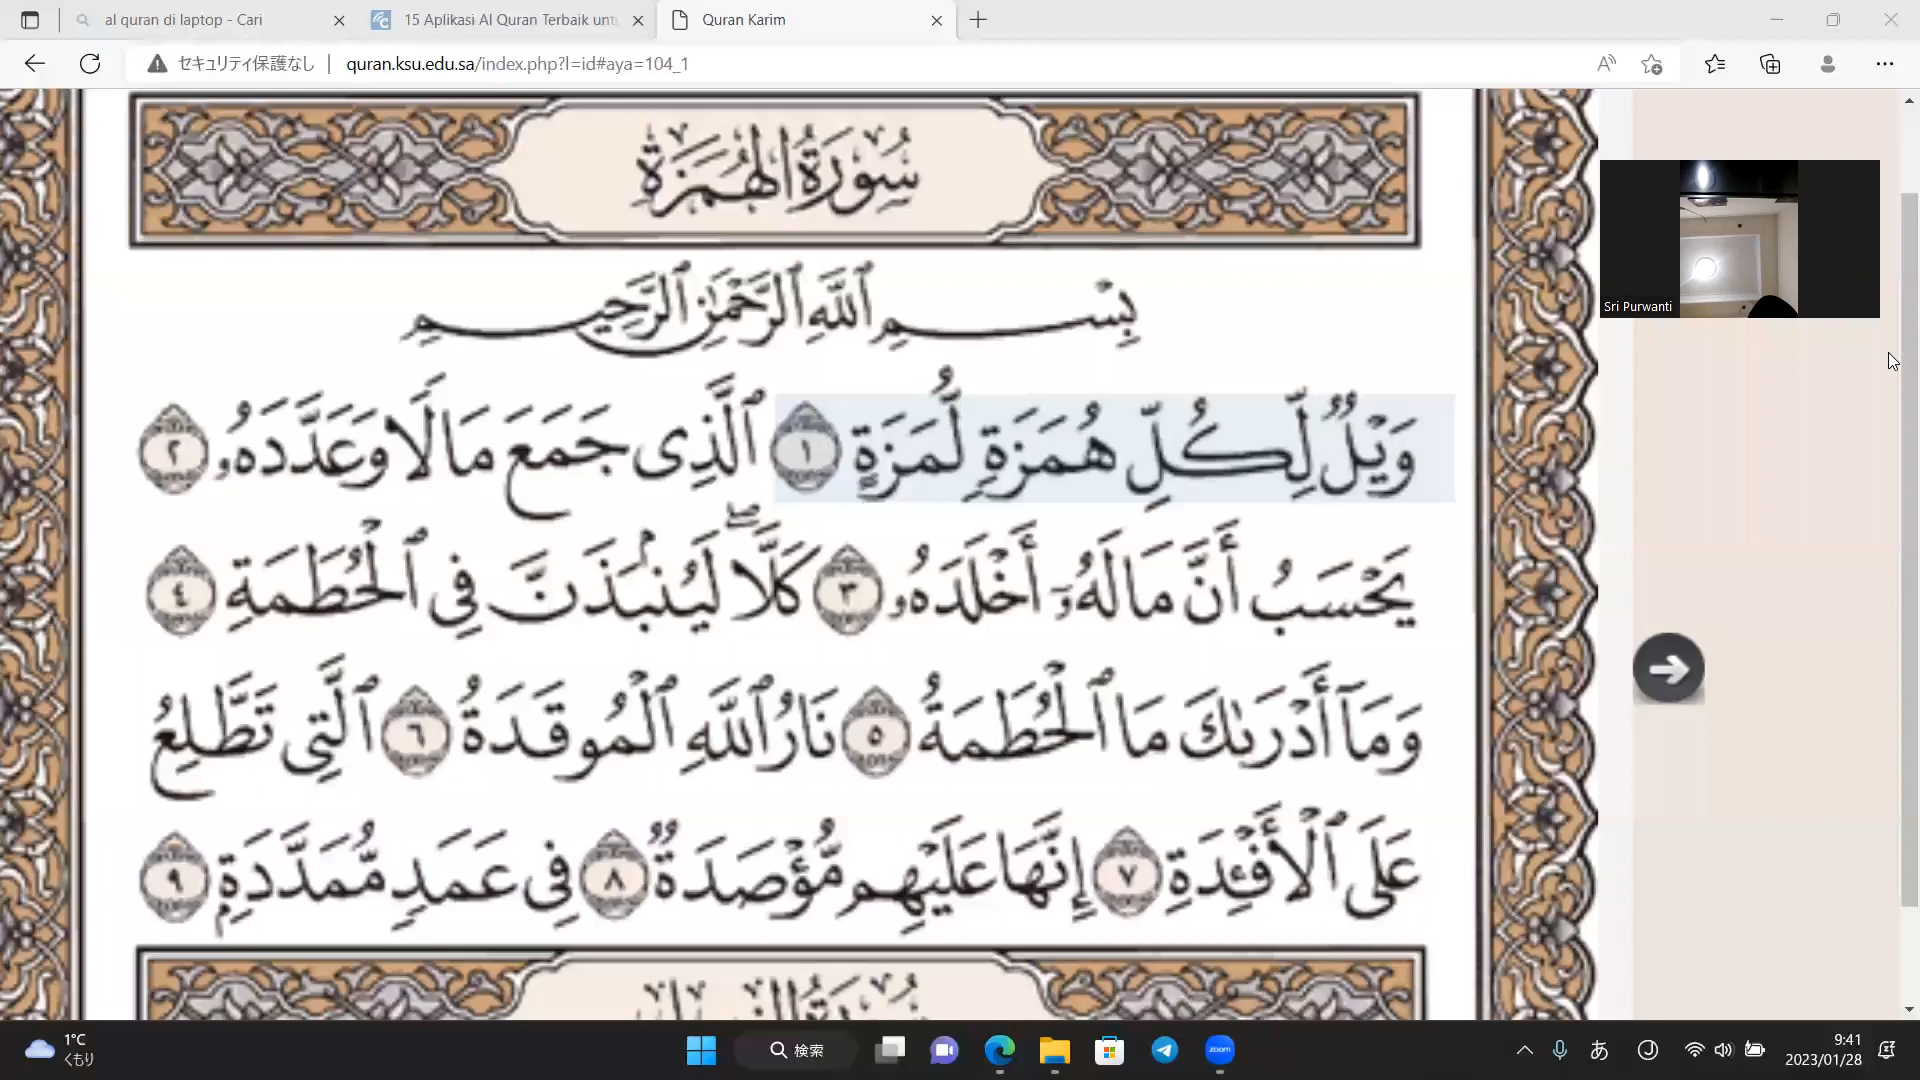 al quran di laptop - Cari
15 Aplikasi Al Quran Terbaik untu
Quran Karim
セキュリティ保護なし
quran.ksu.edu.sa/index.php?l=id#aya=104_1
سُورَةُ الهُمَزَةِ
بِسْمِ ٱللَّهِ ٱلرَّحْمَٰنِ ٱلرَّحِيمِ
وَيْلٌ لِّكُلِّ هُمَزَةٍ لُّمَزَةٍ ١ ٱلَّذِى جَمَعَ مَالًا وَعَدَّدَهُۥ ٢
يَحْسَبُ أَنَّ مَالَهُۥٓ أَخْلَدَهُۥ ٣ كَلَّا ۖ لَيُنۢبَذَنَّ فِى ٱلْحُطَمَةِ ٤
وَمَآ أَدْرَىٰكَ مَا ٱلْحُطَمَةُ ٥ نَارُ ٱللَّهِ ٱلْمُوقَدَةُ ٦ ٱلَّتِى تَطَّلِعُ
عَلَى ٱلْأَفْـِٔدَةِ ٧ إِنَّهَا عَلَيْهِم مُّؤْصَدَةٌ ٨ فِى عَمَدٍ مُّمَدَّدَةٍۭ ٩
Sri Purwanti
1°C
くもり
検索
zoom
あ
9:41
2023/01/28